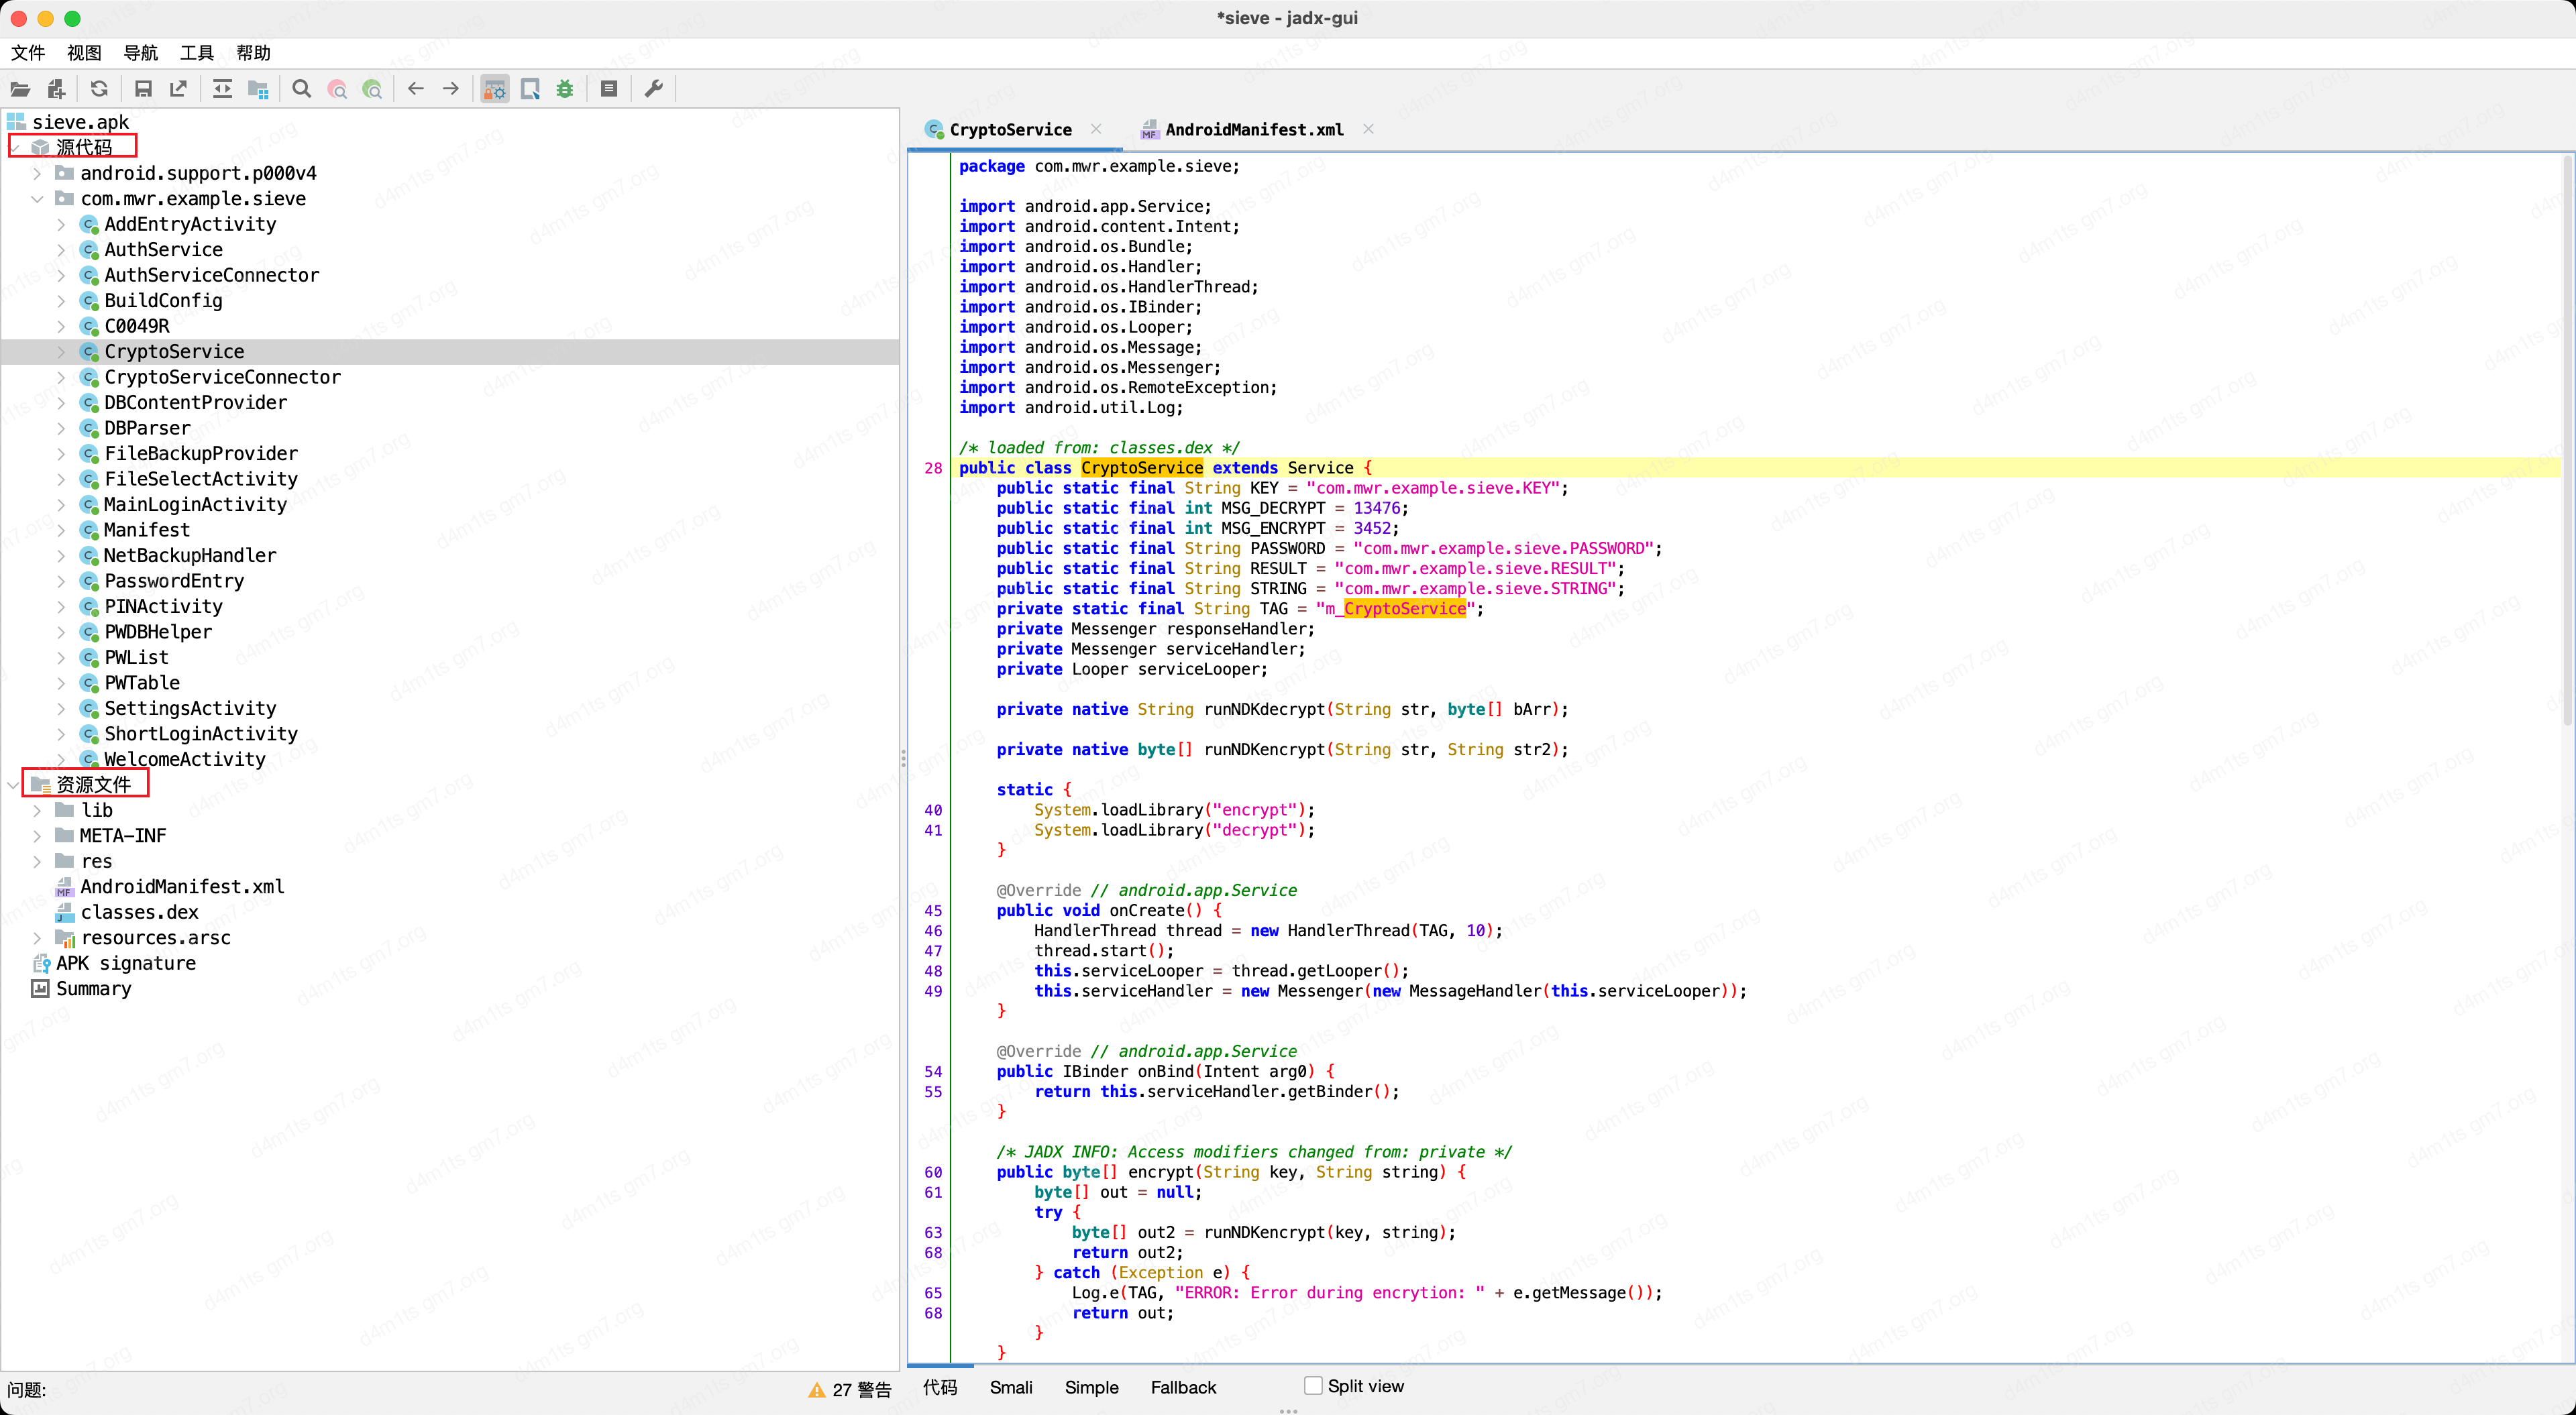 *sieve - jadx-gui
文件 视图 导航 工具 帮助
sieve.apk
源代码
android.support.p000v4
com.mwr.example.sieve
AddEntryActivity
AuthService
AuthServiceConnector
BuildConfig
C0049R
CryptoService
CryptoServiceConnector
DBContentProvider
DBParser
FileBackupProvider
FileSelectActivity
MainLoginActivity
Manifest
NetBackupHandler
PasswordEntry
PINActivity
PWDBHelper
PWList
PWTable
SettingsActivity
ShortLoginActivity
WelcomeActivity
资源文件
lib
META-INF
res
AndroidManifest.xml
classes.dex
resources.arsc
APK signature
Summary
问题:
27 警告
CryptoService AndroidManifest.xml
package com.mwr.example.sieve;
import android.app.Service;
import android.content.Intent;
import android.os.Bundle;
import android.os.Handler;
import android.os.HandlerThread;
import android.os.IBinder;
import android.os.Looper;
import android.os.Message;
import android.os.Messenger;
import android.os.RemoteException;
import android.util.Log;
/* loaded from: classes.dex */
28 public class CryptoService extends Service {
public static final String KEY = "com.mwr.example.sieve.KEY";
public static final int MSG_DECRYPT = 13476;
public static final int MSG_ENCRYPT = 3452;
public static final String PASSWORD = "com.mwr.example.sieve.PASSWORD";
public static final String RESULT = "com.mwr.example.sieve.RESULT";
public static final String STRING = "com.mwr.example.sieve.STRING";
private static final String TAG = "m_CryptoService";
private Messenger responseHandler;
private Messenger serviceHandler;
private Looper serviceLooper;
private native String runNDKdecrypt(String str, byte[] bArr);
private native byte[] runNDKencrypt(String str, String str2);
static {
40 System.loadLibrary("encrypt");
41 System.loadLibrary("decrypt");
}
@Override // android.app.Service
45 public void onCreate() {
46 HandlerThread thread = new HandlerThread(TAG, 10);
47 thread.start();
48 this.serviceLooper = thread.getLooper();
49 this.serviceHandler = new Messenger(new MessageHandler(this.serviceLooper));
}
@Override // android.app.Service
54 public IBinder onBind(Intent arg0) {
55 return this.serviceHandler.getBinder();
}
/* JADX INFO: Access modifiers changed from: private */
60 public byte[] encrypt(String key, String string) {
61 byte[] out = null;
try {
63 byte[] out2 = runNDKencrypt(key, string);
68 return out2;
} catch (Exception e) {
65 Log.e(TAG, "ERROR: Error during encrytion: " + e.getMessage());
68 return out;
}
}
代码 Smali Simple Fallback Split view
d4m1ts gm7.org